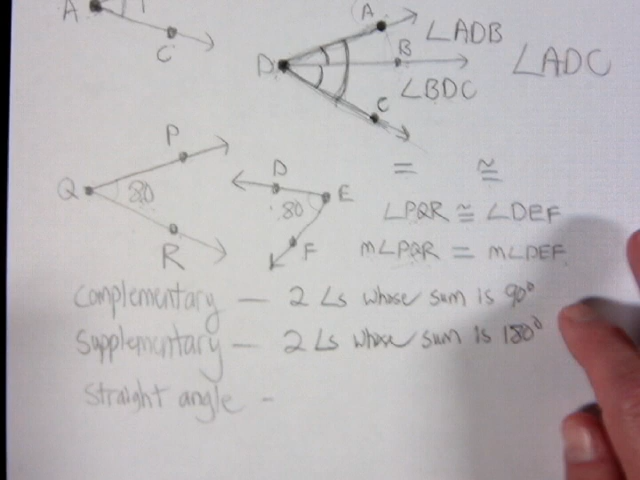 A
C
A
∠ADB
D
B
∠ADC
∠BDC
C
P
Q
80
R
D
E
80
F
= ≅
∠PQR ≅ ∠DEF
m∠PQR = m∠DEF
Complementary — 2 ∠s whose sum is 90°
Supplementary — 2 ∠s whose sum is 180°
Straight angle -